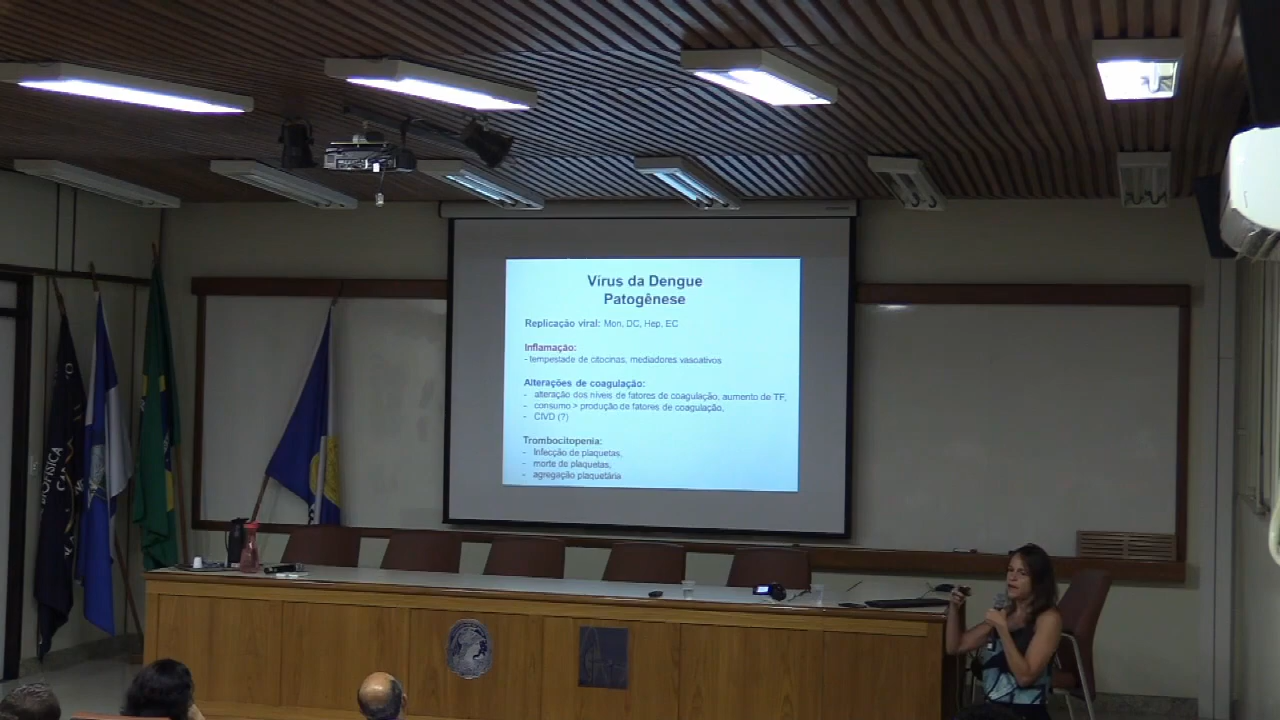 Vírus da Dengue
Patogênese
Replicação viral: Mon, DC, Hep, EC
Inflamação:
- tempestade de citocinas, mediadores vasoativos
Alterações de coagulação:
- alteração dos níveis de fatores de coagulação, aumento de TF,
- consumo > produção de fatores de coagulação,
- CIVD (?)
Trombocitopenia:
- Infecção de plaquetas,
- morte de plaquetas,
- agregação plaquetária
BIOFÍSICA